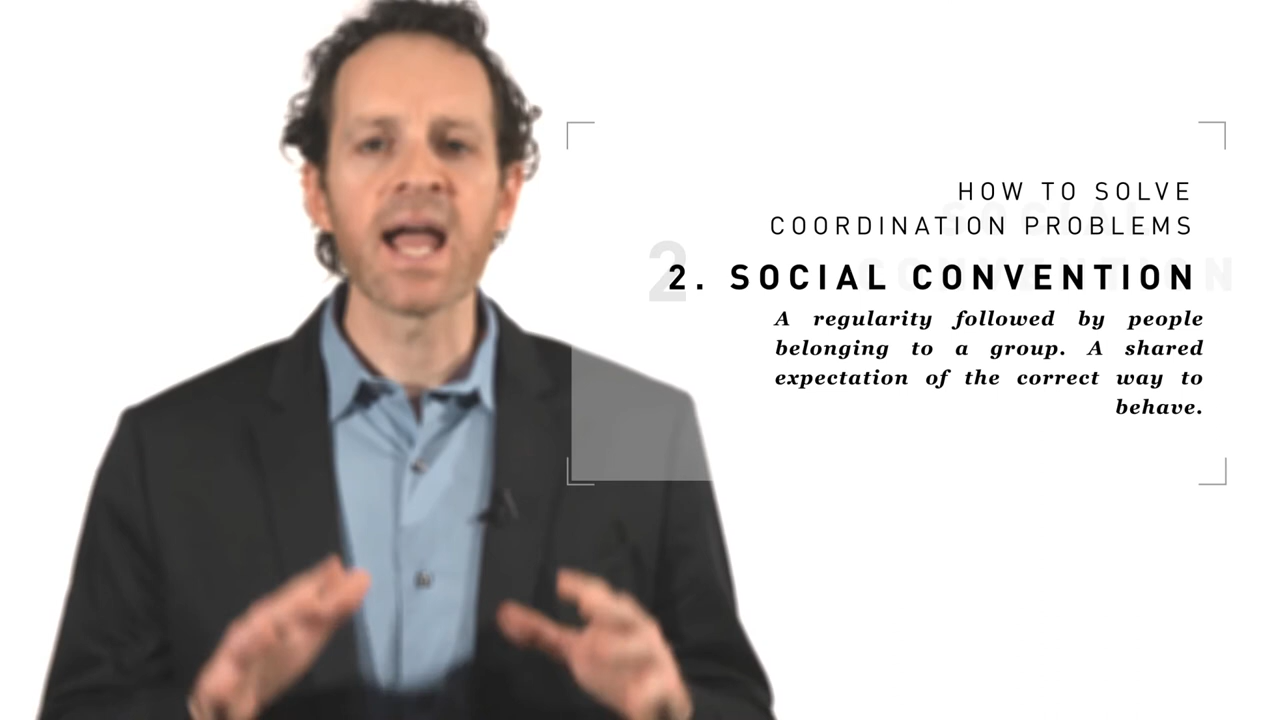 HOW TO SOLVE
COORDINATION PROBLEMS
2. SOCIAL CONVENTION
A regularity followed by people
belonging to a group. A shared
expectation of the correct way to
behave.